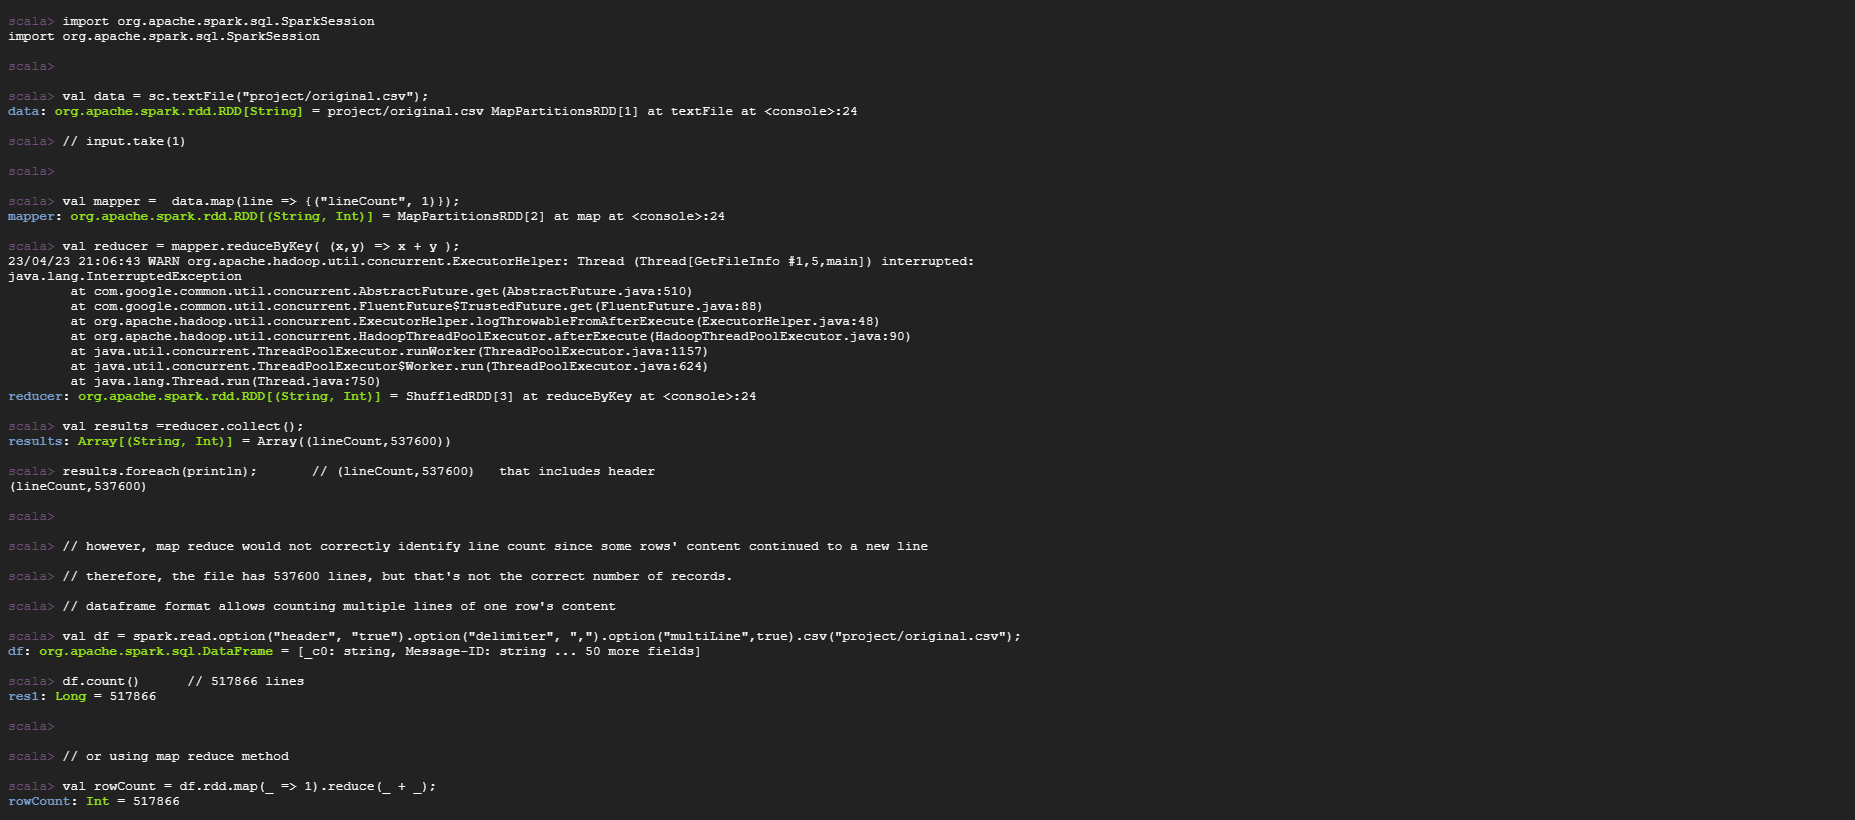 scala> import org.apache.spark.sql.SparkSession
import org.apache.spark.sql.SparkSession
scala>
scala> val data = sc.textFile("project/original.csv");
data: org.apache.spark.rdd.RDD[String] = project/original.csv MapPartitionsRDD[1] at textFile at <console>:24
scala> // input.take(1)
scala>
scala> val mapper =  data.map(line => {("lineCount", 1)});
mapper: org.apache.spark.rdd.RDD[(String, Int)] = MapPartitionsRDD[2] at map at <console>:24
scala> val reducer = mapper.reduceByKey( (x,y) => x + y );
23/04/23 21:06:43 WARN org.apache.hadoop.util.concurrent.ExecutorHelper: Thread (Thread[GetFileInfo #1,5,main]) interrupted:
java.lang.InterruptedException
        at com.google.common.util.concurrent.AbstractFuture.get(AbstractFuture.java:510)
        at com.google.common.util.concurrent.FluentFuture$TrustedFuture.get(FluentFuture.java:88)
        at org.apache.hadoop.util.concurrent.ExecutorHelper.logThrowableFromAfterExecute(ExecutorHelper.java:48)
        at org.apache.hadoop.util.concurrent.HadoopThreadPoolExecutor.afterExecute(HadoopThreadPoolExecutor.java:90)
        at java.util.concurrent.ThreadPoolExecutor.runWorker(ThreadPoolExecutor.java:1157)
        at java.util.concurrent.ThreadPoolExecutor$Worker.run(ThreadPoolExecutor.java:624)
        at java.lang.Thread.run(Thread.java:750)
reducer: org.apache.spark.rdd.RDD[(String, Int)] = ShuffledRDD[3] at reduceByKey at <console>:24
scala> val results =reducer.collect();
results: Array[(String, Int)] = Array((lineCount,537600))
scala> results.foreach(println);       // (lineCount,537600)   that includes header
(lineCount,537600)
scala>
scala> // however, map reduce would not correctly identify line count since some rows' content continued to a new line
scala> // therefore, the file has 537600 lines, but that's not the correct number of records.
scala> // dataframe format allows counting multiple lines of one row's content
scala> val df = spark.read.option("header", "true").option("delimiter", ",").option("multiLine",true).csv("project/original.csv");
df: org.apache.spark.sql.DataFrame = [_c0: string, Message-ID: string ... 50 more fields]
scala> df.count()      // 517866 lines
res1: Long = 517866
scala>
scala> // or using map reduce method
scala> val rowCount = df.rdd.map(_ => 1).reduce(_ + _);
rowCount: Int = 517866